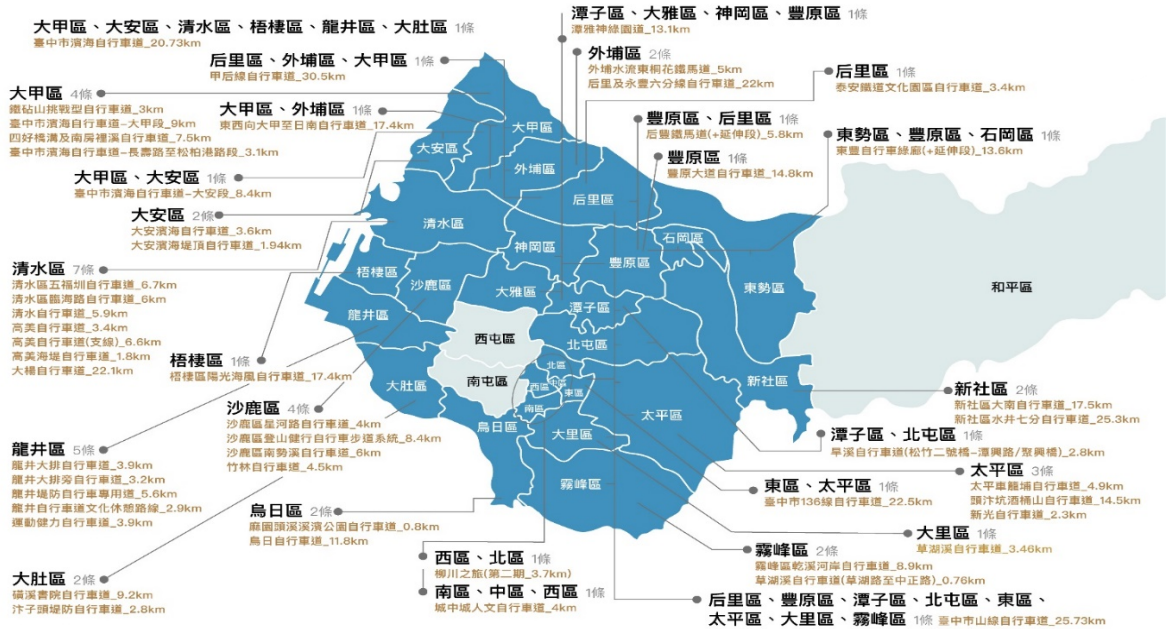 大甲區、大安區、清水區、梧棲區、龍井區、大肚區 1條
臺中市濱海自行車道_20.73km
后里區、外埔區、大甲區 1條
甲后線自行車道_30.5km
大甲區 4條
鐵砧山挑戰型自行車道_3km
臺中市濱海自行車道-大甲段_9km
四好橋溝及南房裡溪自行車道_7.5km
臺中市濱海自行車道-長壽路至松柏港路段_3.1km
大甲區、外埔區 1條
東西向大甲至日南自行車道_17.4km
大甲區、大安區 1條
臺中市濱海自行車道-大安段_8.4km
大安區 2條
大安濱海自行車道_3.6km
大安濱海堤頂自行車道_1.94km
清水區 7條
清水區五福圳自行車道_6.7km
清水區臨海路自行車道_6km
清水自行車道_5.9km
高美自行車道_3.4km
高美自行車道(支線)_6.6km
高美海堤自行車道_1.8km
大楊自行車道_22.1km
梧棲區 1條
梧棲區陽光海風自行車道_17.4km
沙鹿區 4條
沙鹿區星河路自行車道_4km
沙鹿區登山健行自行車步道系統_8.4km
沙鹿區南勢溪自行車道_6km
竹林自行車道_4.5km
龍井區 5條
龍井大排自行車道_3.9km
龍井大排旁自行車道_3.2km
龍井堤防自行車專用道_5.6km
龍井自行車道文化休憩路線_2.9km
運動健力自行車道_3.9km
大肚區 2條
磺溪書院自行車道_9.2km
汴子頭堤防自行車道_2.8km
烏日區 2條
麻園頭溪溪濱公園自行車道_0.8km
烏日自行車道_11.8km
西區、北區 1條
柳川之旅(第二期_3.7km)
南區、中區、西區 1條
城中城人文自行車道_4km
潭子區、大雅區、神岡區、豐原區 1條
潭雅神綠園道_13.1km
外埔區 2條
外埔水流東桐花鐵馬道_5km
后里及永豐六分線自行車道_22km
后里區 1條
泰安鐵道文化園區自行車道_3.4km
豐原區、后里區 1條
后豐鐵馬道(+延伸段)_5.8km
豐原區 1條
豐原大道自行車道_14.8km
東勢區、豐原區、石岡區 1條
東豐自行車綠廊(+延伸段)_13.6km
大甲區
大安區
外埔區
后里區
清水區
神岡區
石岡區
豐原區
和平區
梧棲區
沙鹿區
大雅區
東勢區
龍井區
潭子區
西屯區
北屯區
北區
大肚區
南屯區
西區
中區
東區
新社區
南區
太平區
烏日區
大里區
霧峰區
新社區 2條
新社區大南自行車道_17.5km
新社區水井七分自行車道_25.3km
潭子區、北屯區 1條
旱溪自行車道(松竹二號橋-潭興路/聚興橋)_2.8km
太平區 3條
太平車籠埔自行車道_4.9km
頭汴坑酒桶山自行車道_14.5km
新光自行車道_2.3km
東區、太平區 1條
臺中市136線自行車道_22.5km
大里區 1條
草湖溪自行車道_3.46km
霧峰區 2條
霧峰區乾溪河岸自行車道_8.9km
草湖溪自行車道(草湖路至中正路)_0.76km
后里區、豐原區、潭子區、北屯區、東區、
太平區、大里區、霧峰區 1條 臺中市山線自行車道_25.73km